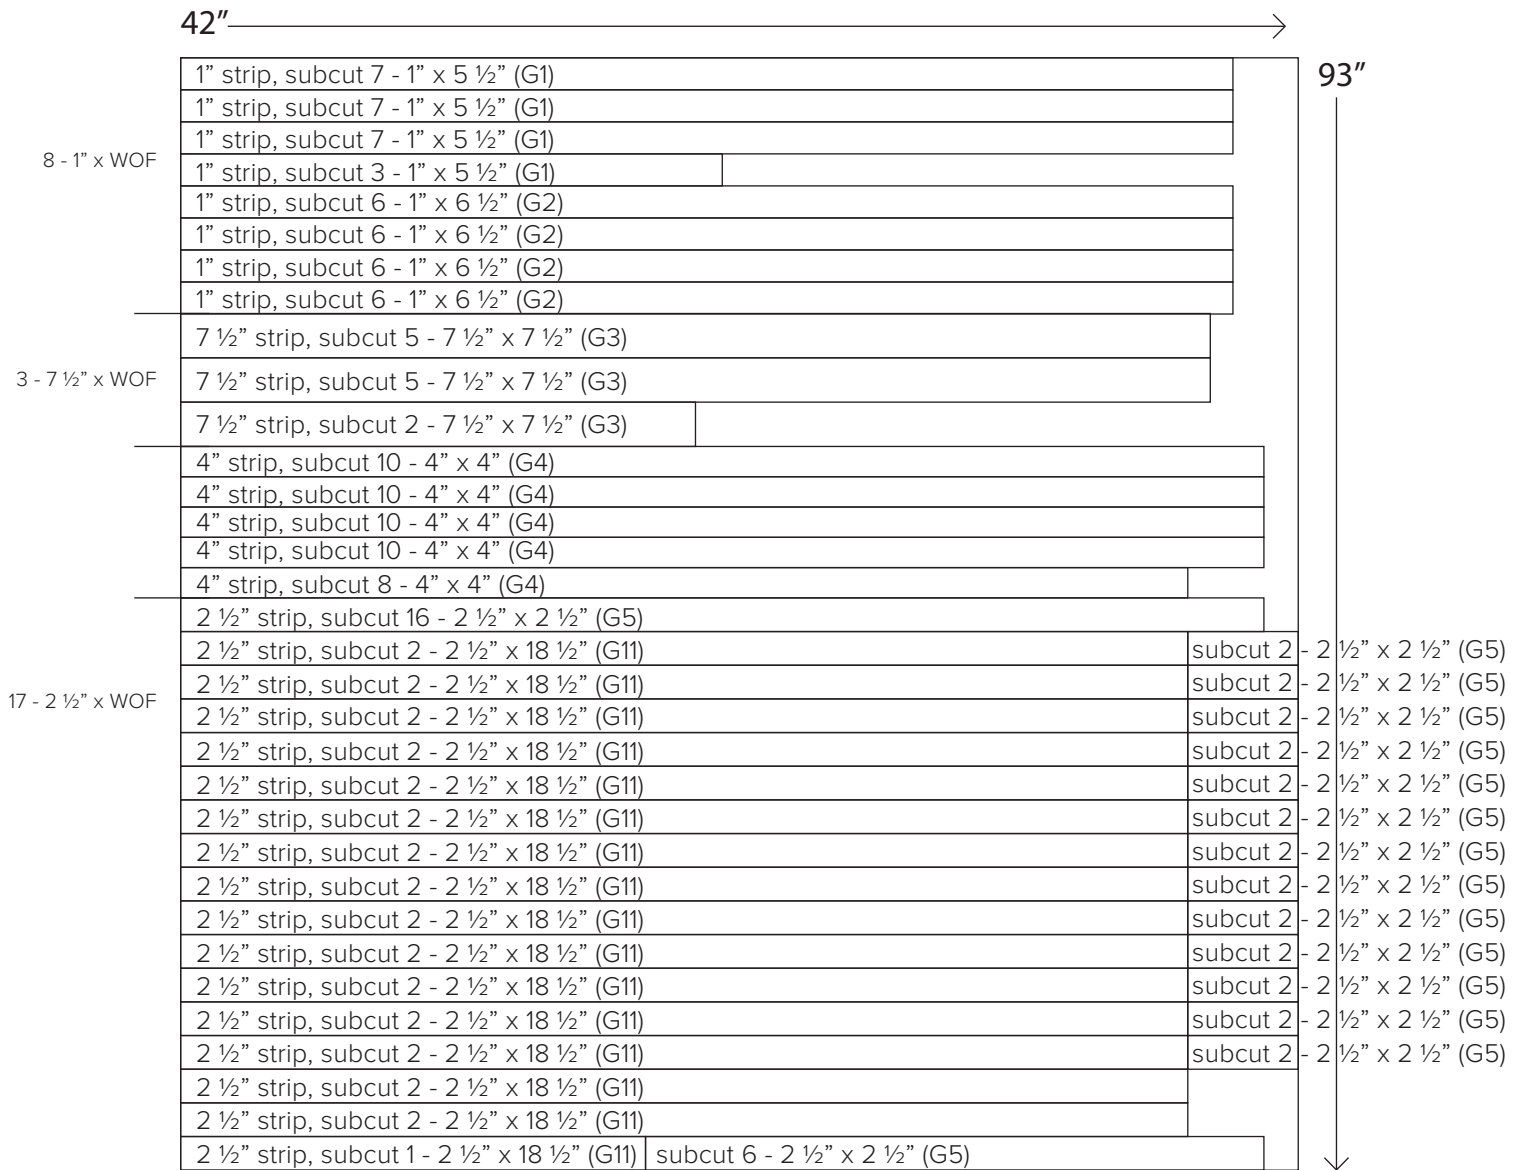 42”
93”
1” strip, subcut 7 - 1” x 5 ½” (G1)
1” strip, subcut 7 - 1” x 5 ½” (G1)
1” strip, subcut 7 - 1” x 5 ½” (G1)
8 - 1” x WOF
1” strip, subcut 3 - 1” x 5 ½” (G1)
1” strip, subcut 6 - 1” x 6 ½” (G2)
1” strip, subcut 6 - 1” x 6 ½” (G2)
1” strip, subcut 6 - 1” x 6 ½” (G2)
1” strip, subcut 6 - 1” x 6 ½” (G2)
7 ½” strip, subcut 5 - 7 ½” x 7 ½” (G3)
3 - 7 ½” x WOF
7 ½” strip, subcut 5 - 7 ½” x 7 ½” (G3)
7 ½” strip, subcut 2 - 7 ½” x 7 ½” (G3)
4” strip, subcut 10 - 4” x 4” (G4)
4” strip, subcut 10 - 4” x 4” (G4)
4” strip, subcut 10 - 4” x 4” (G4)
4” strip, subcut 10 - 4” x 4” (G4)
4” strip, subcut 8 - 4” x 4” (G4)
2 ½” strip, subcut 16 - 2 ½” x 2 ½” (G5)
2 ½” strip, subcut 2 - 2 ½” x 18 ½” (G11) subcut 2 - 2 ½” x 2 ½” (G5)
2 ½” strip, subcut 2 - 2 ½” x 18 ½” (G11) subcut 2 - 2 ½” x 2 ½” (G5)
17 - 2 ½” x WOF
2 ½” strip, subcut 2 - 2 ½” x 18 ½” (G11) subcut 2 - 2 ½” x 2 ½” (G5)
2 ½” strip, subcut 2 - 2 ½” x 18 ½” (G11) subcut 2 - 2 ½” x 2 ½” (G5)
2 ½” strip, subcut 2 - 2 ½” x 18 ½” (G11) subcut 2 - 2 ½” x 2 ½” (G5)
2 ½” strip, subcut 2 - 2 ½” x 18 ½” (G11) subcut 2 - 2 ½” x 2 ½” (G5)
2 ½” strip, subcut 2 - 2 ½” x 18 ½” (G11) subcut 2 - 2 ½” x 2 ½” (G5)
2 ½” strip, subcut 2 - 2 ½” x 18 ½” (G11) subcut 2 - 2 ½” x 2 ½” (G5)
2 ½” strip, subcut 2 - 2 ½” x 18 ½” (G11) subcut 2 - 2 ½” x 2 ½” (G5)
2 ½” strip, subcut 2 - 2 ½” x 18 ½” (G11) subcut 2 - 2 ½” x 2 ½” (G5)
2 ½” strip, subcut 2 - 2 ½” x 18 ½” (G11) subcut 2 - 2 ½” x 2 ½” (G5)
2 ½” strip, subcut 2 - 2 ½” x 18 ½” (G11) subcut 2 - 2 ½” x 2 ½” (G5)
2 ½” strip, subcut 2 - 2 ½” x 18 ½” (G11) subcut 2 - 2 ½” x 2 ½” (G5)
2 ½” strip, subcut 2 - 2 ½” x 18 ½” (G11)
2 ½” strip, subcut 2 - 2 ½” x 18 ½” (G11)
2 ½” strip, subcut 1 - 2 ½” x 18 ½” (G11) subcut 6 - 2 ½” x 2 ½” (G5)